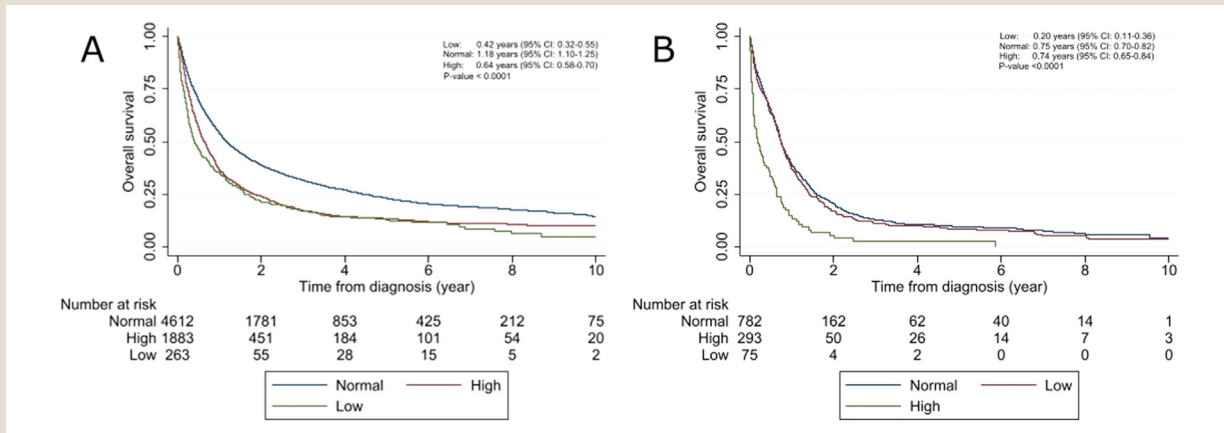 A
Low: 0.42 years (95% CI: 0.32-0.55)
Normal: 1.18 years (95% CI: 1.10-1.25)
High: 0.64 years (95% CI: 0.58-0.70)
P-value < 0.0001
Overall survival
1.00
0.75
0.50
0.25
0.00
0 2 4 6 8 10
Time from diagnosis (year)
Number at risk
Normal 4612 1781 853 425 212 75
High 1883 451 184 101 54 20
Low 263 55 28 15 5 2
Normal High
Low
B
Low: 0.20 years (95% CI: 0.11-0.36)
Normal: 0.75 years (95% CI: 0.70-0.82)
High: 0.74 years (95% CI: 0.65-0.84)
P-value <0.0001
Overall survival
1.00
0.75
0.50
0.25
0.00
0 2 4 6 8 10
Time from diagnosis (year)
Number at risk
Normal 782 162 62 40 14 1
High 293 50 26 14 7 3
Low 75 4 2 0 0 0
Normal Low
High